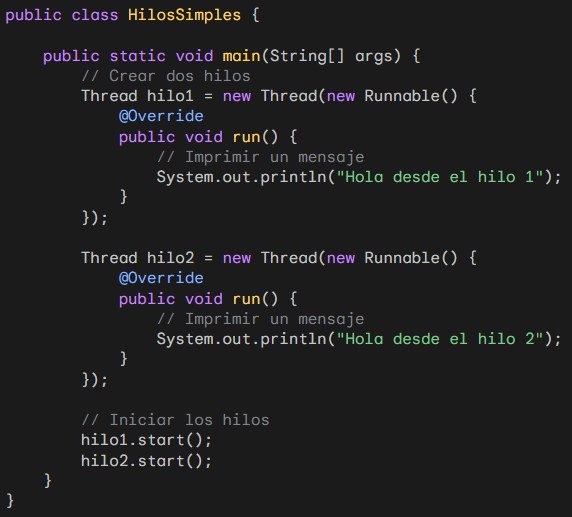 public class HilosSimples {
public static void main(String[] args) {
// Crear dos hilos
Thread hilo1 = new Thread(new Runnable() {
@Override
public void run() {
// Imprimir un mensaje
System.out.println("Hola desde el hilo 1");
}
});
Thread hilo2 = new Thread(new Runnable() {
@Override
public void run() {
// Imprimir un mensaje
System.out.println("Hola desde el hilo 2");
}
});
// Iniciar los hilos
hilo1.start();
hilo2.start();
}
}